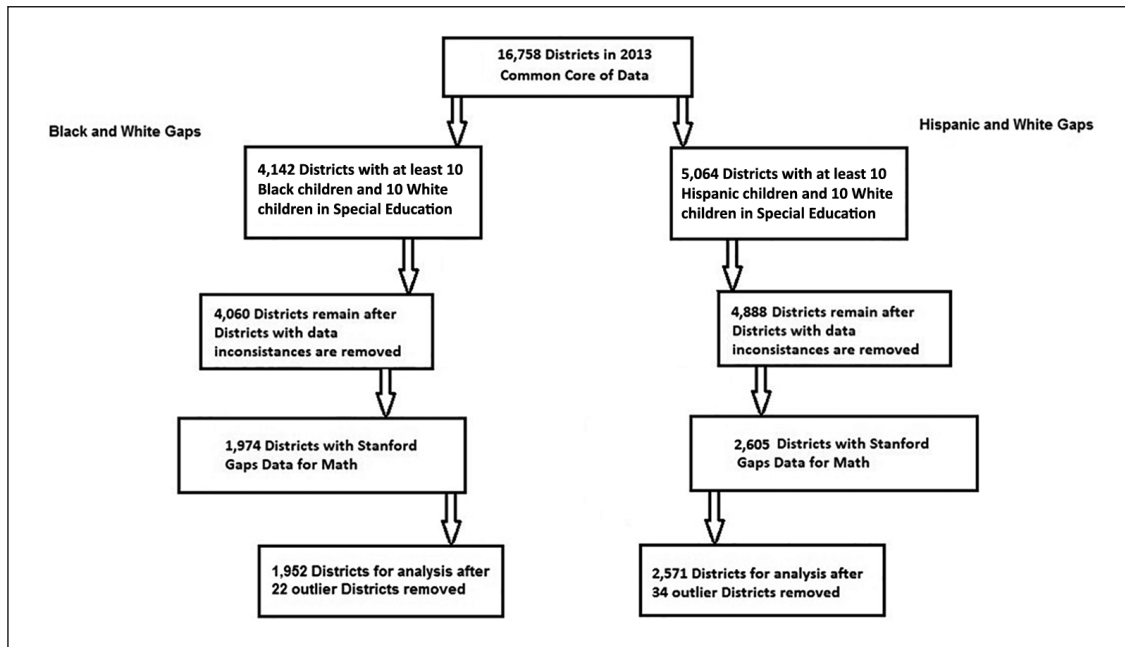 16,758 Districts in 2013
Common Core of Data
Black and White Gaps
Hispanic and White Gaps
4,142 Districts with at least 10
Black children and 10 White
children in Special Education
5,064 Districts with at least 10
Hispanic children and 10 White
children in Special Education
4,060 Districts remain after
Districts with data
inconsistances are removed
4,888 Districts remain after
Districts with data
inconsistances are removed
1,974 Districts with Stanford
Gaps Data for Math
2,605 Districts with Stanford
Gaps Data for Math
1,952 Districts for analysis after
22 outlier Districts removed
2,571 Districts for analysis after
34 outlier Districts removed